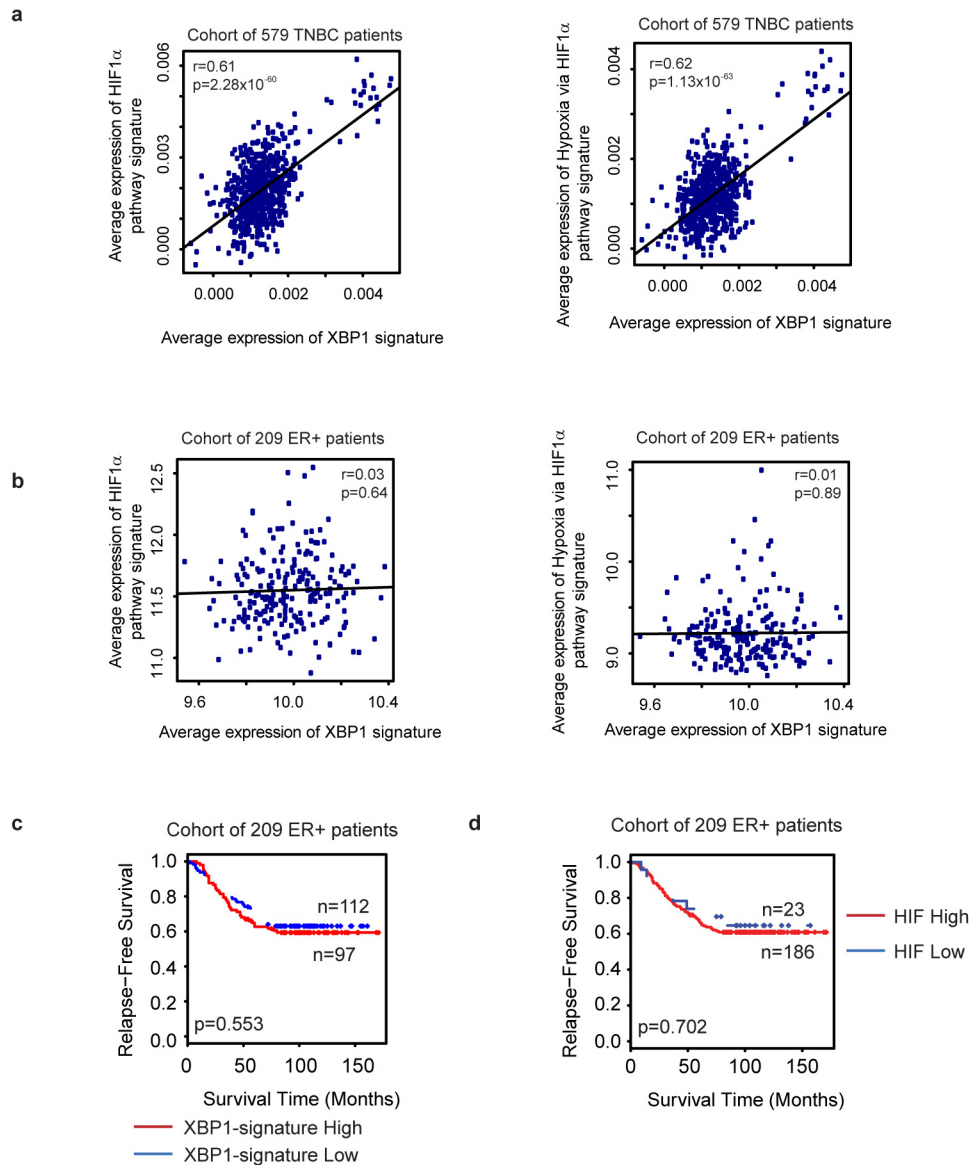 a
Cohort of 579 TNBC patients
r=0.61
p=2.28x10⁻⁶⁰
Average expression of HIF1α
pathway signature
0.006
0.003
0.000
0.000
0.002
0.004
Average expression of XBP1 signature
Cohort of 579 TNBC patients
r=0.62
p=1.13x10⁻⁶³
Average expression of Hypoxia via HIF1α
pathway signature
0.004
0.002
0.000
0.000
0.002
0.004
Average expression of XBP1 signature
b
Cohort of 209 ER+ patients
r=0.03
p=0.64
Average expression of HIF1α
pathway signature
12.5
12.0
11.5
11.0
9.6
10.0
10.4
Average expression of XBP1 signature
Cohort of 209 ER+ patients
r=0.01
p=0.89
Average expression of Hypoxia via HIF1α
pathway signature
11.0
10.0
9.0
9.6
10.0
10.4
Average expression of XBP1 signature
c
Cohort of 209 ER+ patients
Relapse-Free Survival
1.0
0.8
0.6
0.4
0.2
0.0
n=112
n=97
p=0.553
0
50
100
150
Survival Time (Months)
XBP1-signature High
XBP1-signature Low
d
Cohort of 209 ER+ patients
Relapse-Free Survival
1.0
0.8
0.6
0.4
0.2
0.0
n=23
n=186
p=0.702
0
50
100
150
Survival Time (Months)
HIF High
HIF Low